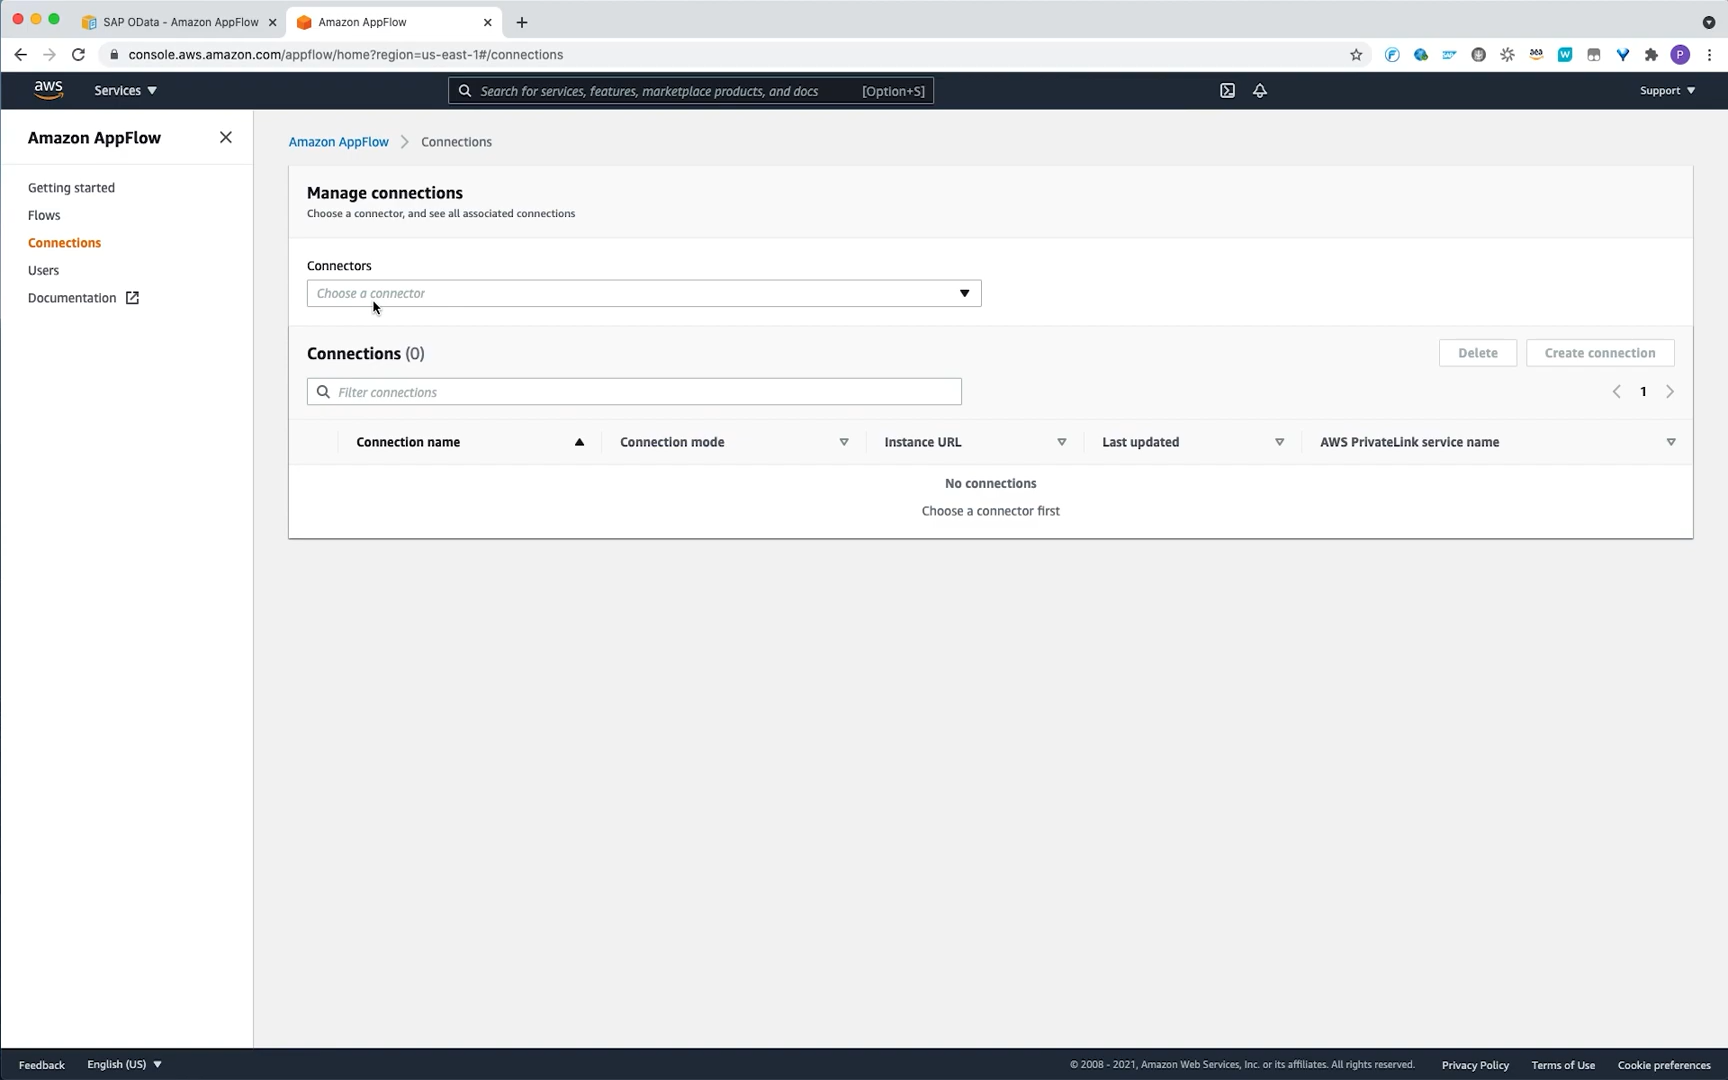 SAP OData - Amazon AppFlow
Amazon AppFlow
console.aws.amazon.com/appflow/home?region=us-east-1#/connections
P
aws
Services
Search for services, features, marketplace products, and docs
[Option+S]
Support
Amazon AppFlow
Getting started
Flows
Connections
Users
Documentation
Amazon AppFlow
Connections
Manage connections
Choose a connector, and see all associated connections
Connectors
Choose a connector
Connections (0)
Delete
Create connection
Filter connections
1
Connection name
Connection mode
Instance URL
Last updated
AWS PrivateLink service name
No connections
Choose a connector first
Feedback
English (US)
© 2008 - 2021, Amazon Web Services, Inc. or its affiliates. All rights reserved.
Privacy Policy
Terms of Use
Cookie preferences